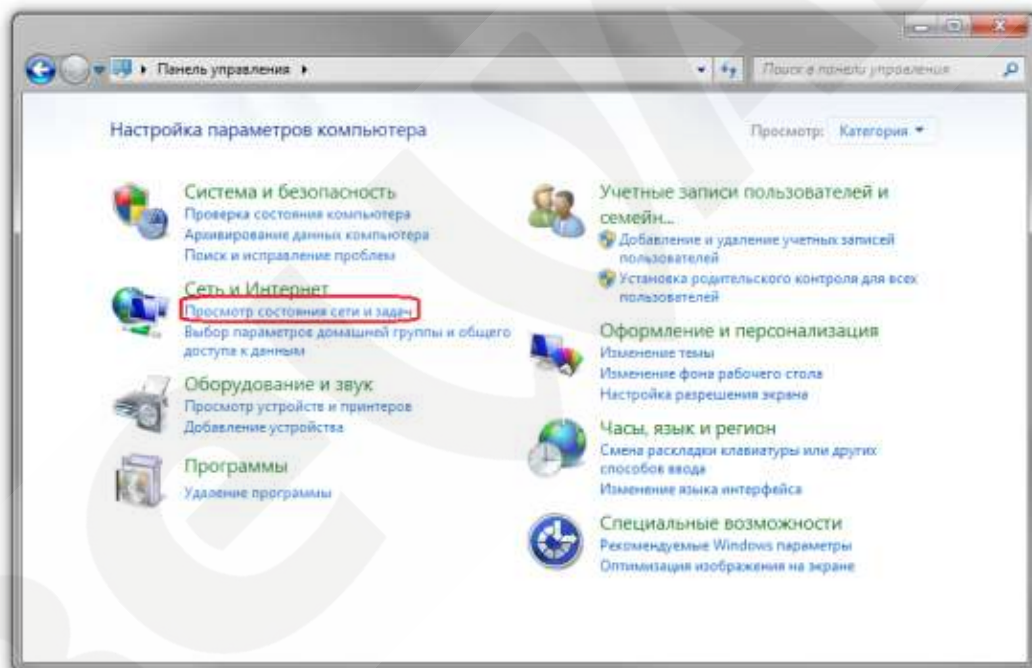 Панель управления
Поиск в панели управления
Настройка параметров компьютера
Просмотр: Категория
Система и безопасность
Проверка состояния компьютера
Архивирование данных компьютера
Поиск и исправление проблем
Сеть и Интернет
Просмотр состояния сети и задач
Выбор параметров домашней группы и общего
доступа к данным
Оборудование и звук
Просмотр устройств и принтеров
Добавление устройства
Программы
Удаление программы
Учетные записи пользователей и
семейн...
Добавление и удаление учетных записей
пользователей
Установка родительского контроля для всех
пользователей
Оформление и персонализация
Изменение темы
Изменение фона рабочего стола
Настройка разрешения экрана
Часы, язык и регион
Смена раскладки клавиатуры или других
способов ввода
Изменение языка интерфейса
Специальные возможности
Рекомендуемые Windows параметры
Оптимизация изображения на экране